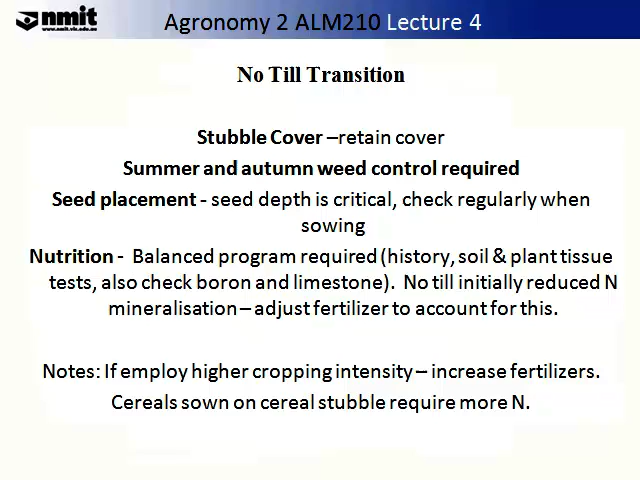 nmit
www.nmit.vic.edu.au
Agronomy 2 ALM210 Lecture 4
No Till Transition
Stubble Cover –retain cover
Summer and autumn weed control required
Seed placement - seed depth is critical, check regularly when
sowing
Nutrition - Balanced program required (history, soil & plant tissue
tests, also check boron and limestone). No till initially reduced N
mineralisation – adjust fertilizer to account for this.
Notes: If employ higher cropping intensity – increase fertilizers.
Cereals sown on cereal stubble require more N.